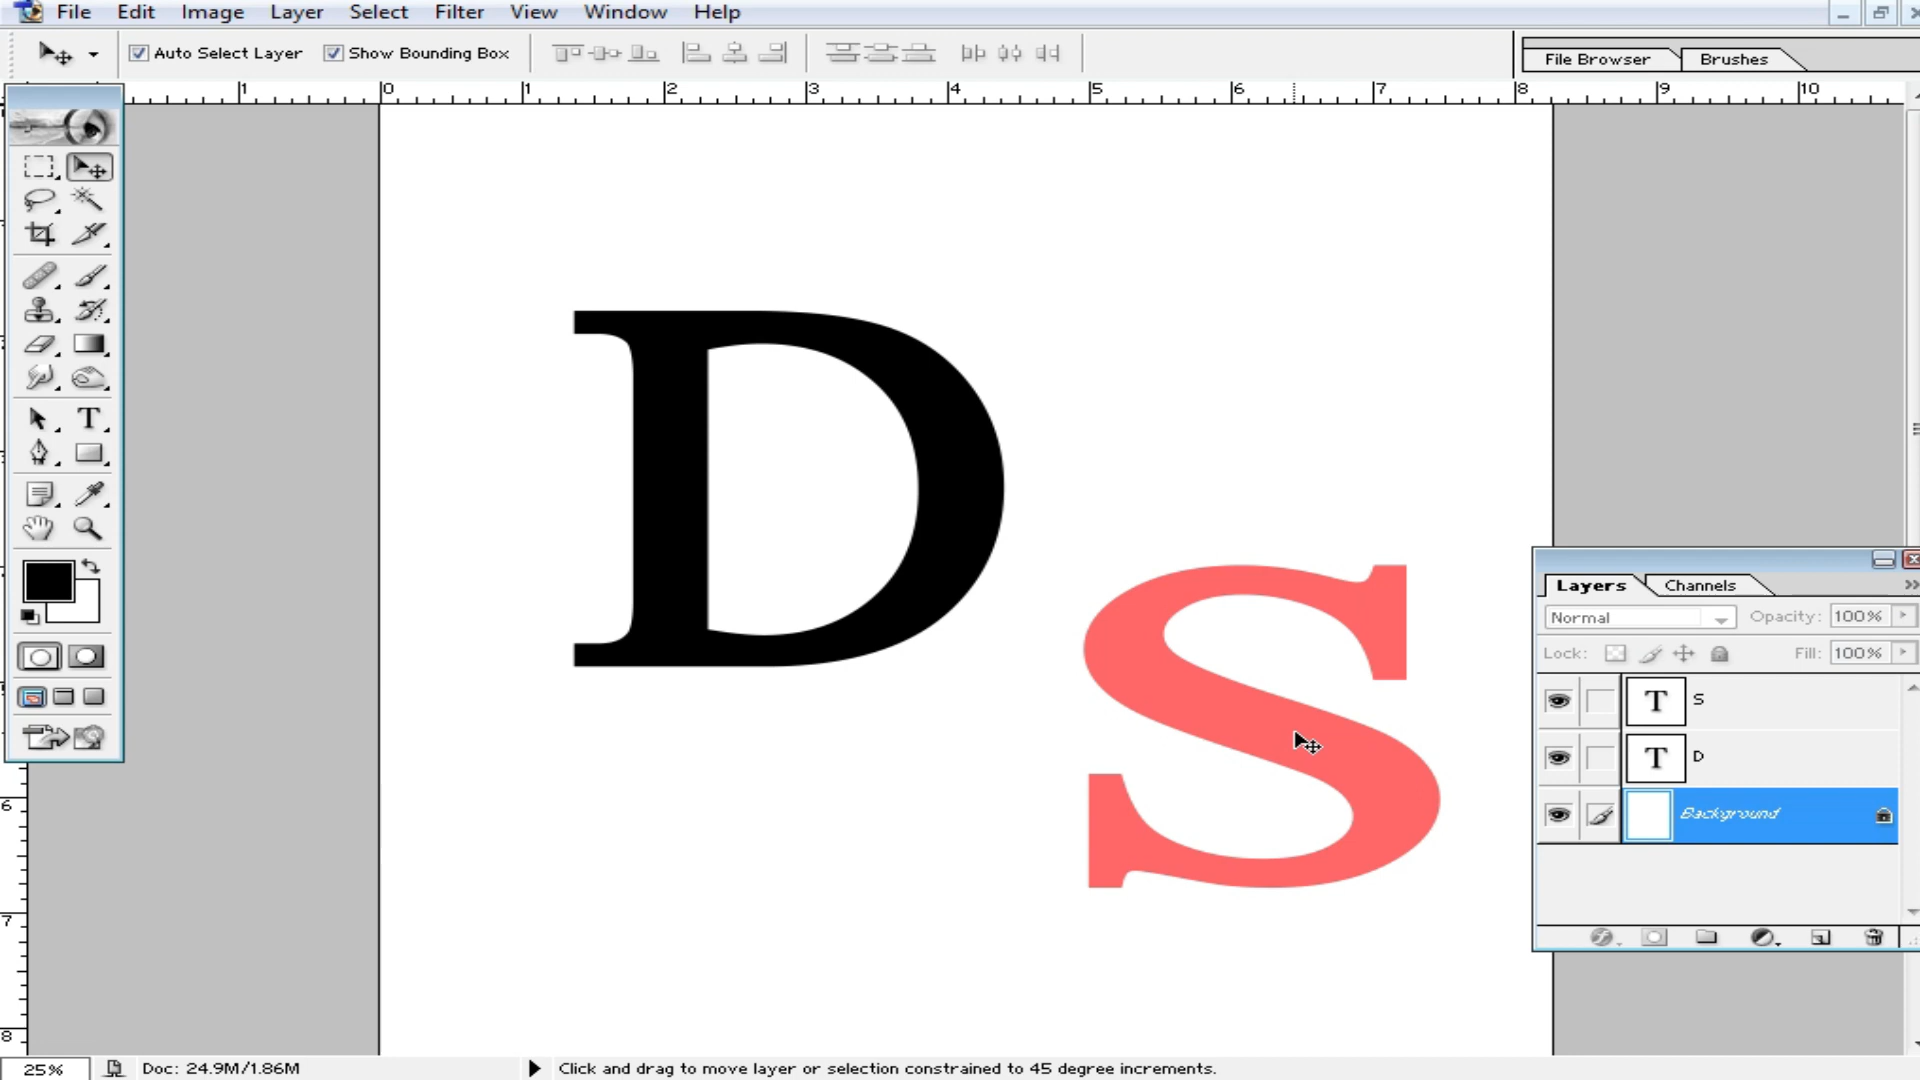 File Edit Image Layer Select Filter View Window Help
Auto Select Layer Show Bounding Box File Browser Brushes
1 0 1 2 3 4 5 6 7 8 9 10
D
S
T
Layers Channels
Normal Opacity: 100%
Lock: Fill: 100%
T S
T D
Background
6
7
8
25% Doc: 24.9M/1.86M Click and drag to move layer or selection constrained to 45 degree increments.